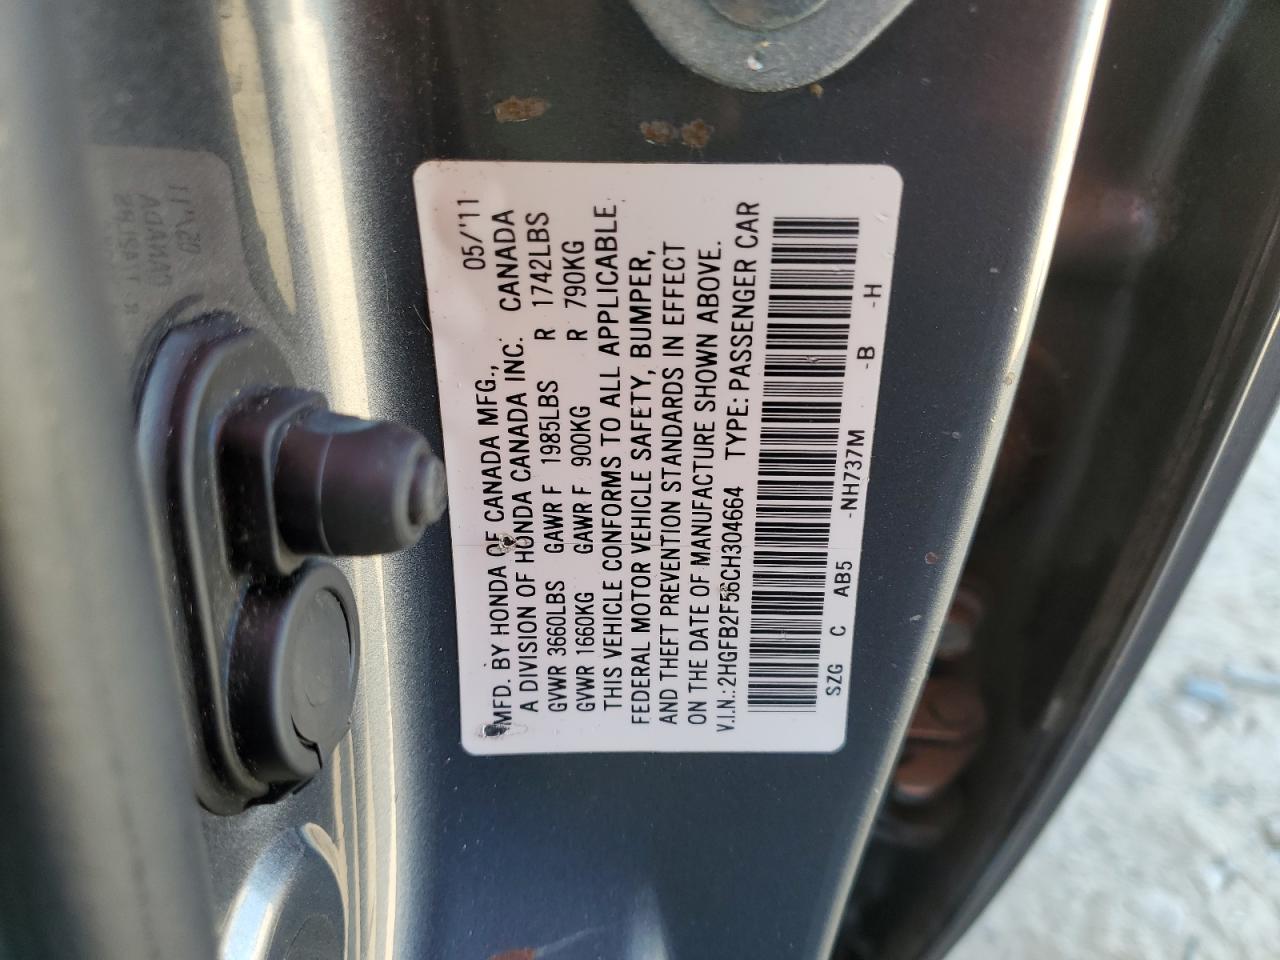 MFD. BY HONDA OF CANADA MFG., 05/'11
A DIVISION OF HONDA CANADA INC. CANADA
GVWR 3660LBS GAWR F 1985LBS R 1742LBS
GVWR 1660KG GAWR F 900KG R 790KG
THIS VEHICLE CONFORMS TO ALL APPLICABLE
FEDERAL MOTOR VEHICLE SAFETY, BUMPER,
AND THEFT PREVENTION STANDARDS IN EFFECT
ON THE DATE OF MANUFACTURE SHOWN ABOVE.
V.I.N.: 2HGFB2F56CH304664 TYPE: PASSENGER CAR
SZG C AB5 -NH737M -B -H